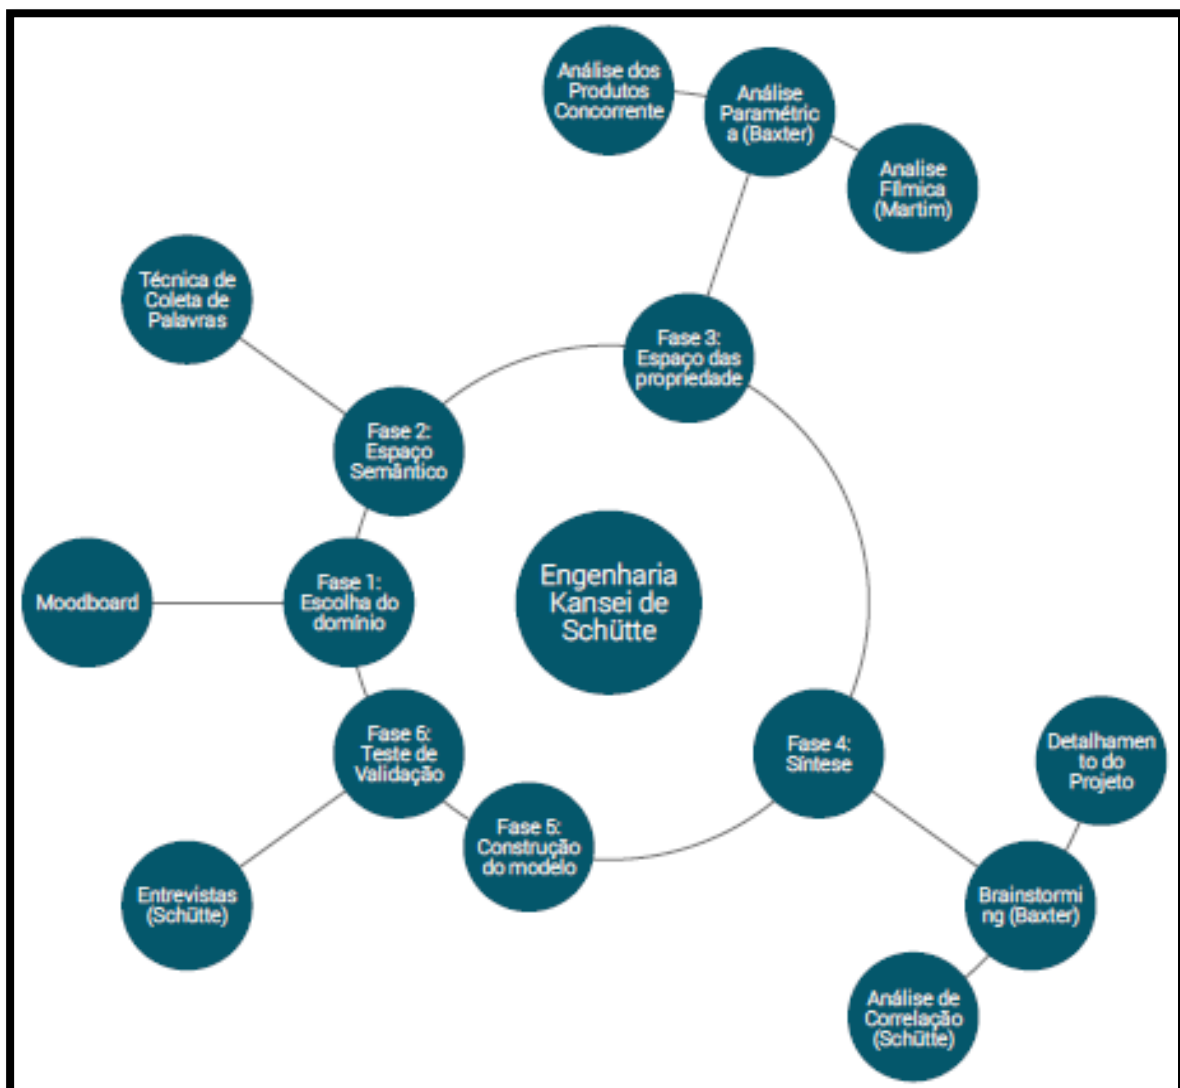 Análise dos
Produtos
Concorrente
Análise
Paramétric
a (Baxter)
Analise
Fílmica
(Martim)
Técnica de
Coleta de
Palavras
Fase 3:
Espaço das
propriedade
Fase 2:
Espaço
Semântico
Moodboard
Fase 1:
Escolha do
domínio
Engenharia
Kansei de
Schütte
Fase 6:
Teste de
Validação
Fase 4:
Síntese
Detalhamen
to do
Projeto
Fase 5:
Construção
do modelo
Entrevistas
(Schütte)
Brainstormi
ng (Baxter)
Análise de
Correlação
(Schütte)